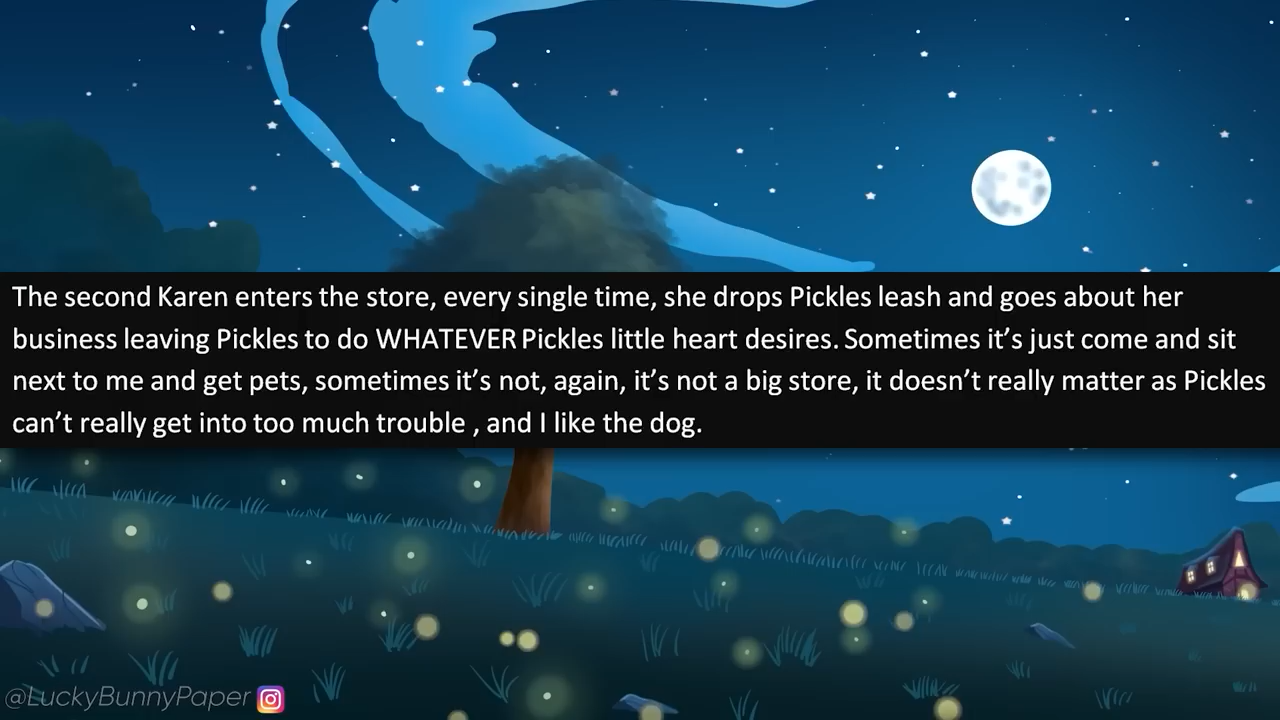 The second Karen enters the store, every single time, she drops Pickles leash and goes about her
business leaving Pickles to do WHATEVER Pickles little heart desires. Sometimes it’s just come and sit
next to me and get pets, sometimes it’s not, again, it’s not a big store, it doesn’t really matter as Pickles
can’t really get into too much trouble , and I like the dog.
@LuckyBunnyPaper